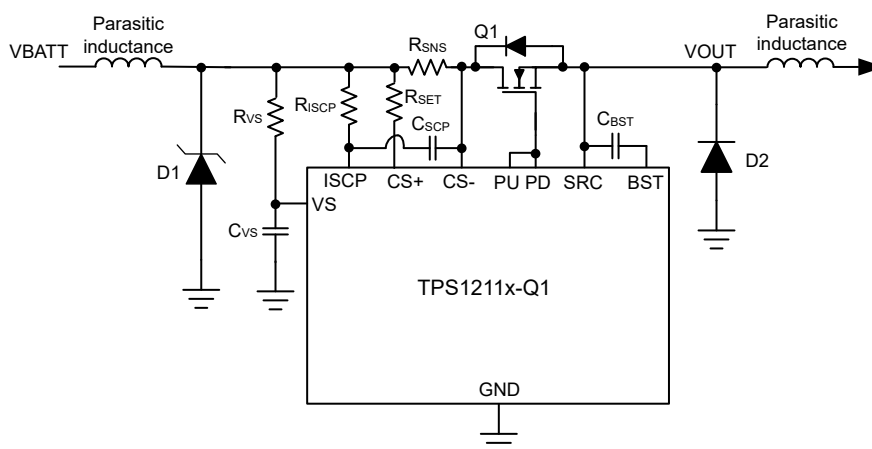 Parasitic
inductance
VBATT
RSNS
Q1
VOUT
Parasitic
inductance
RVS
RISCP
RSET
CSCP
CBST
D1
D2
ISCP
CS+
CS-
PU
PD
SRC
BST
VS
CVS
TPS1211x-Q1
GND